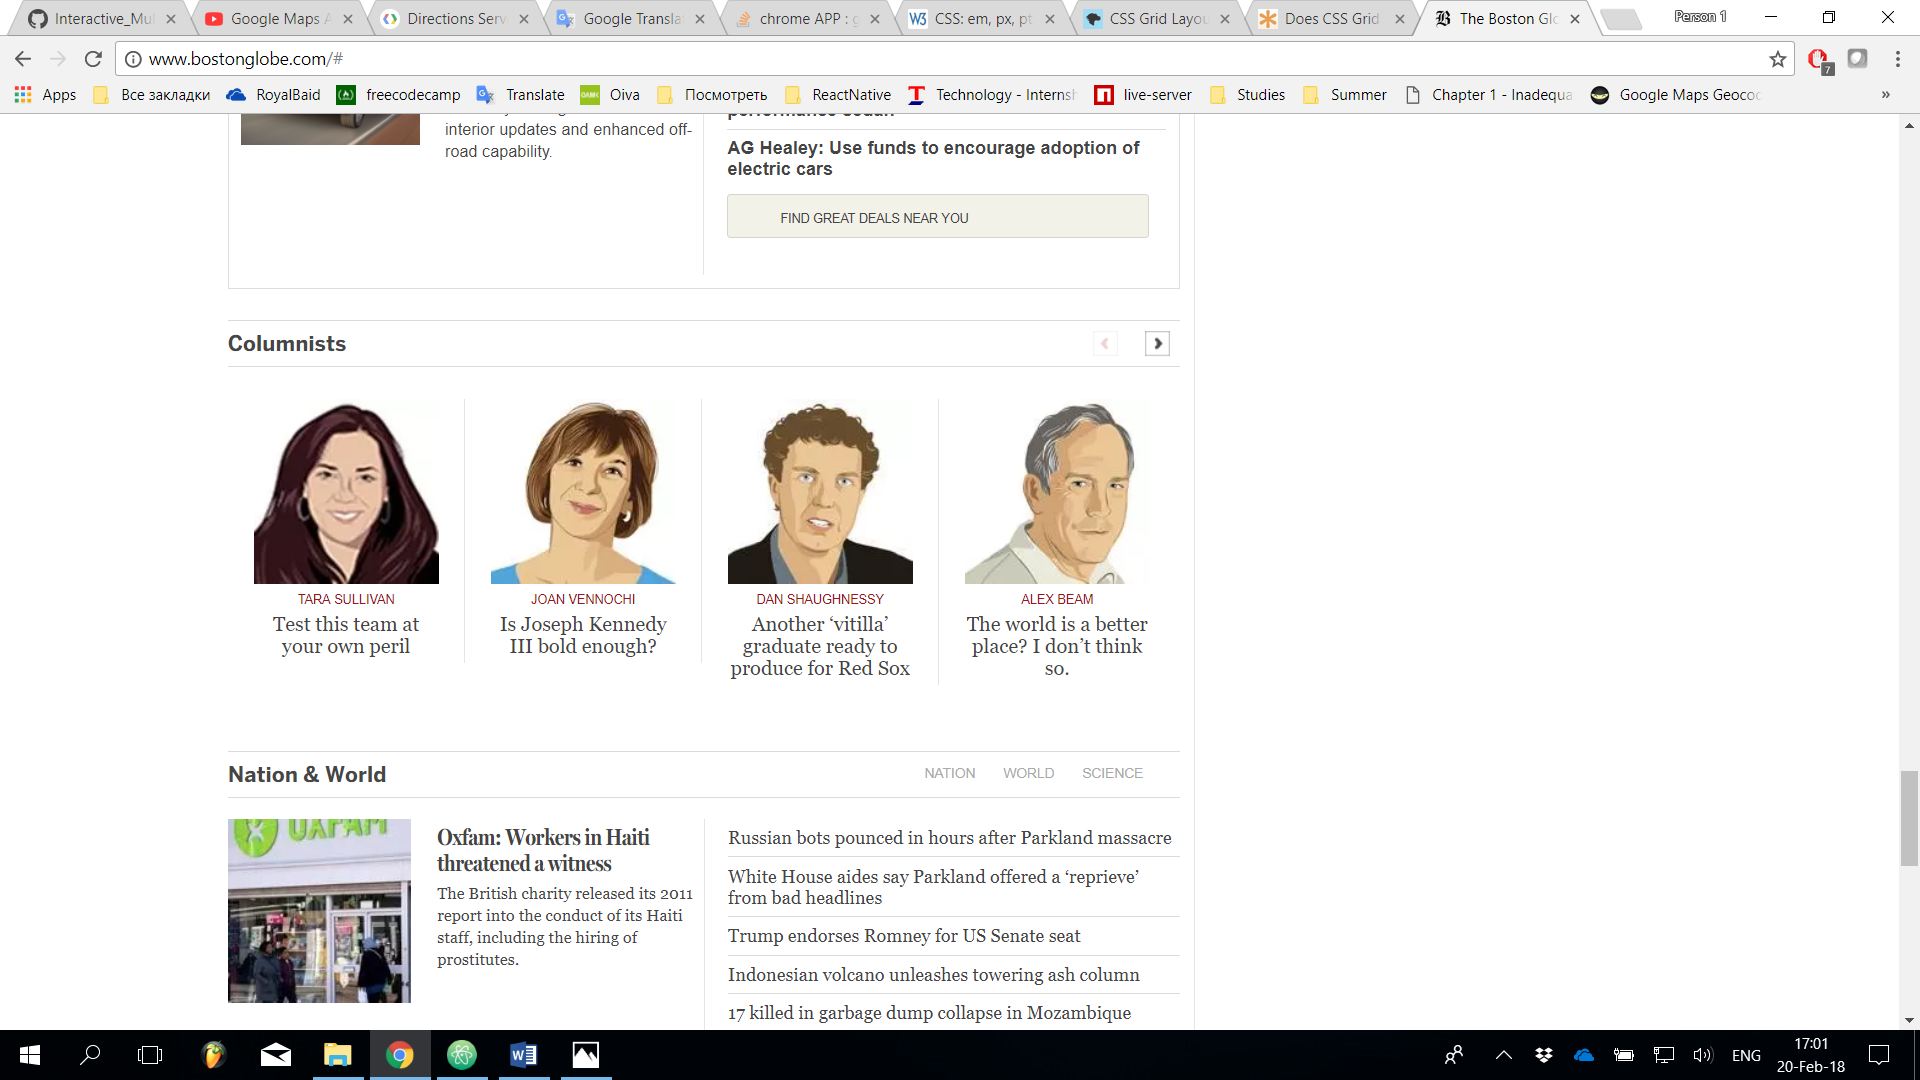 Interactive_Mul
Google Maps A
Directions Serv
Google Transla
chrome APP : g
CSS: em, px, pt
CSS Grid Layou
Does CSS Grid
The Boston Glo
Person 1
www.bostonglobe.com/#
7
Apps
Все закладки
RoyalBaid
freecodecamp
Translate
Oiva
Посмотреть
ReactNative
Technology - Internsh
live-server
Studies
Summer
Chapter 1 - Inadequa
Google Maps Geocod
»
interior updates and enhanced off-
road capability.
performance sedan
AG Healey: Use funds to encourage adoption of
electric cars
FIND GREAT DEALS NEAR YOU
Columnists
TARA SULLIVAN
Test this team at
your own peril
JOAN VENNOCHI
Is Joseph Kennedy
III bold enough?
DAN SHAUGHNESSY
Another ‘vitilla’
graduate ready to
produce for Red Sox
ALEX BEAM
The world is a better
place? I don’t think
so.
Nation & World
NATION
WORLD
SCIENCE
OXFAM
Oxfam: Workers in Haiti
threatened a witness
The British charity released its 2011
report into the conduct of its Haiti
staff, including the hiring of
prostitutes.
Russian bots pounced in hours after Parkland massacre
White House aides say Parkland offered a ‘reprieve’
from bad headlines
Trump endorses Romney for US Senate seat
Indonesian volcano unleashes towering ash column
17 killed in garbage dump collapse in Mozambique
ENG
17:01
20-Feb-18